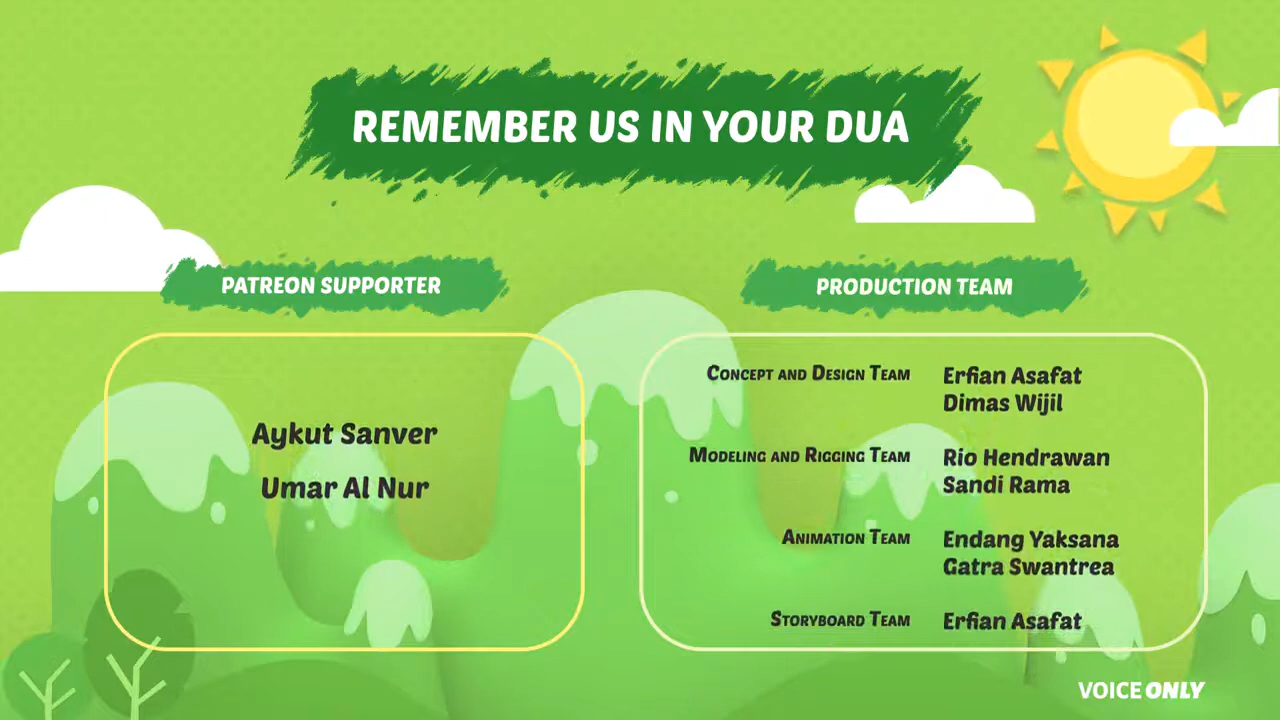 REMEMBER US IN YOUR DUA
PATREON SUPPORTER
Aykut Sanver
Umar Al Nur
PRODUCTION TEAM
Concept and Design Team Erfian Asafat
Dimas Wijil
Modeling and Rigging Team Rio Hendrawan
Sandi Rama
Animation Team Endang Yaksana
Gatra Swantrea
Storyboard Team Erfian Asafat
VOICE ONLY